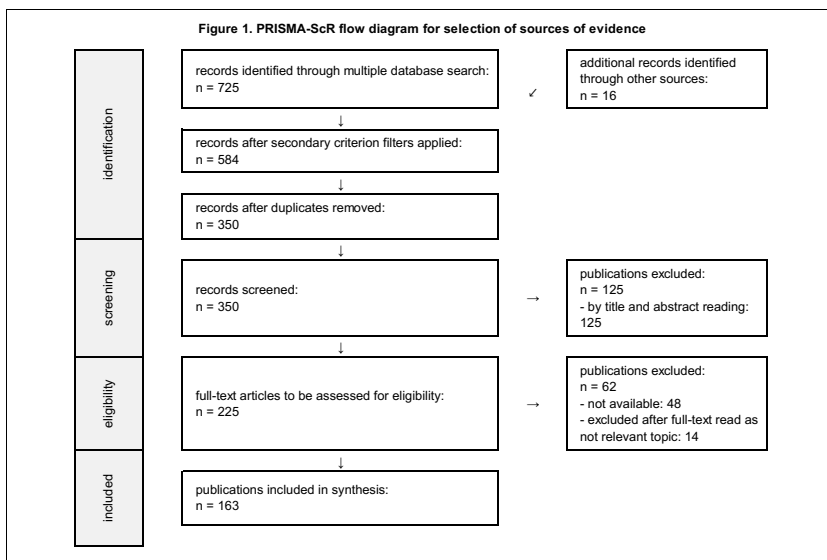 Figure 1. PRISMA-ScR flow diagram for selection of sources of evidence
identification
records identified through multiple database search:
n = 725
additional records identified
through other sources:
n = 16
↙
↓
records after secondary criterion filters applied:
n = 584
↓
records after duplicates removed:
n = 350
↓
screening
records screened:
n = 350
→
publications excluded:
n = 125
- by title and abstract reading:
125
↓
eligibility
full-text articles to be assessed for eligibility:
n = 225
→
publications excluded:
n = 62
- not available: 48
- excluded after full-text read as
not relevant topic: 14
↓
included
publications included in synthesis:
n = 163